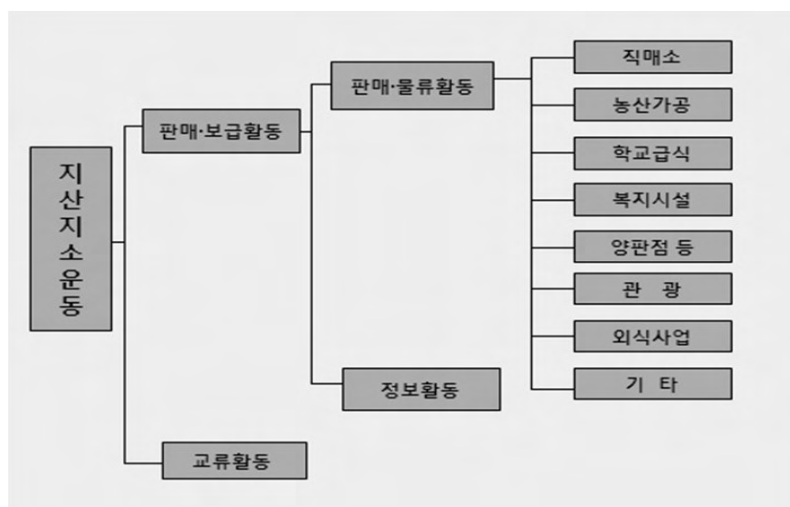 지산지소운동
판매·보급활동
판매·물류활동
직매소
농산가공
학교급식
복지시설
양판점 등
관 광
외식사업
기 타
정보활동
교류활동